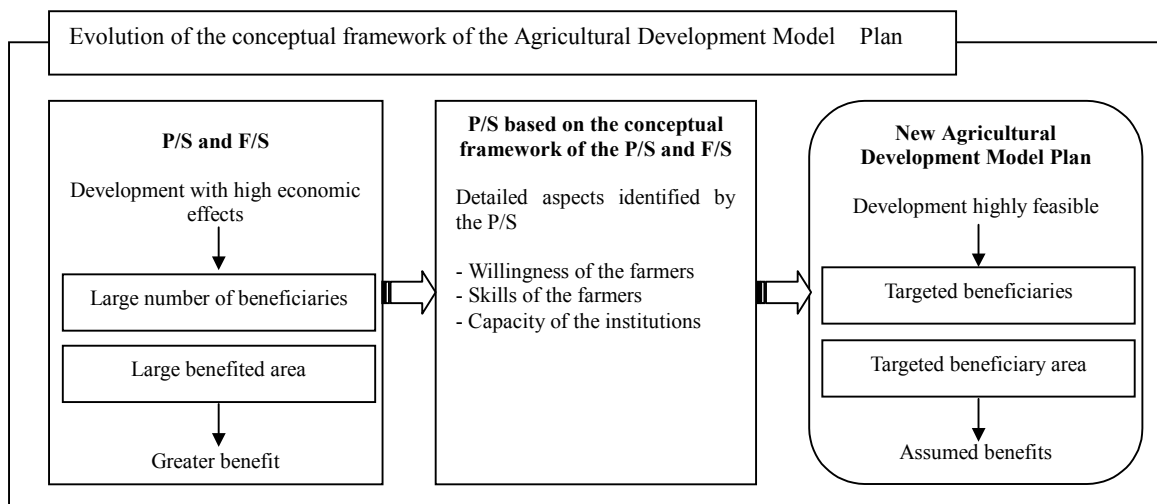 Evolution of the conceptual framework of the Agricultural Development Model Plan
P/S and F/S
Development with high economic
effects
Large number of beneficiaries
Large benefited area
Greater benefit
P/S based on the conceptual
framework of the P/S and F/S
Detailed aspects identified by
the P/S
- Willingness of the farmers
- Skills of the farmers
- Capacity of the institutions
New Agricultural
Development Model Plan
Development highly feasible
Targeted beneficiaries
Targeted beneficiary area
Assumed benefits